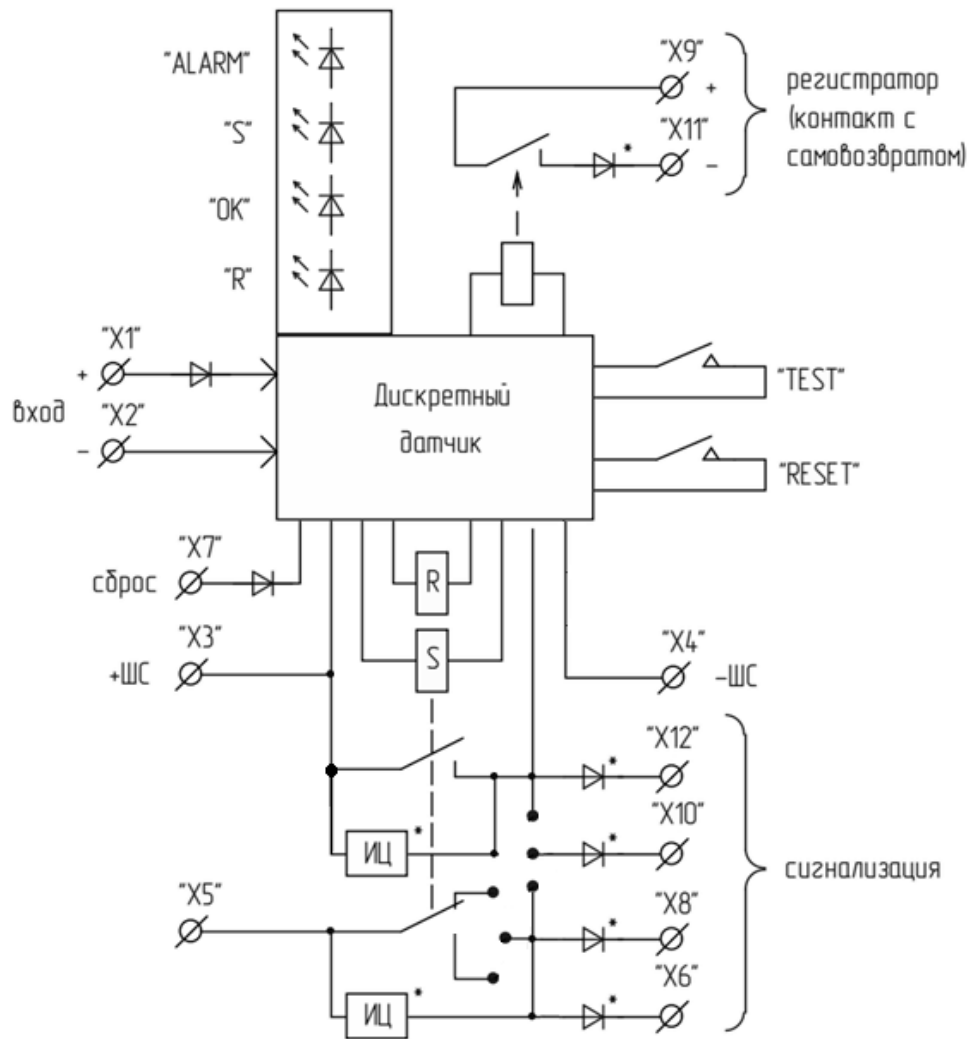 "ALARM"
"S"
"OK"
"R"
"X9"
+
"X11"
*
−
регистратор
(контакт с
самовозвратом)
"X1"
+
вход
"X2"
−
Дискретный
датчик
"TEST"
"RESET"
"X7"
сброс
R
"X3"
+ШС
S
"X4"
−ШС
"X12"
*
"X10"
*
ИЦ
*
сигнализация
"X5"
"X8"
*
"X6"
*
ИЦ
*